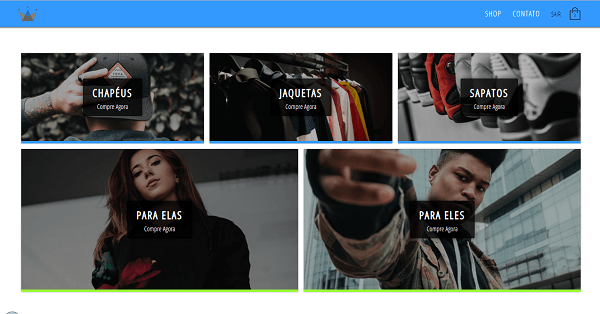 SHOP CONTATO SAIR
CHAPÉUS
Compre Agora
JAQUETAS
Compre Agora
SAPATOS
Compre Agora
PARA ELAS
Compre Agora
PARA ELES
Compre Agora